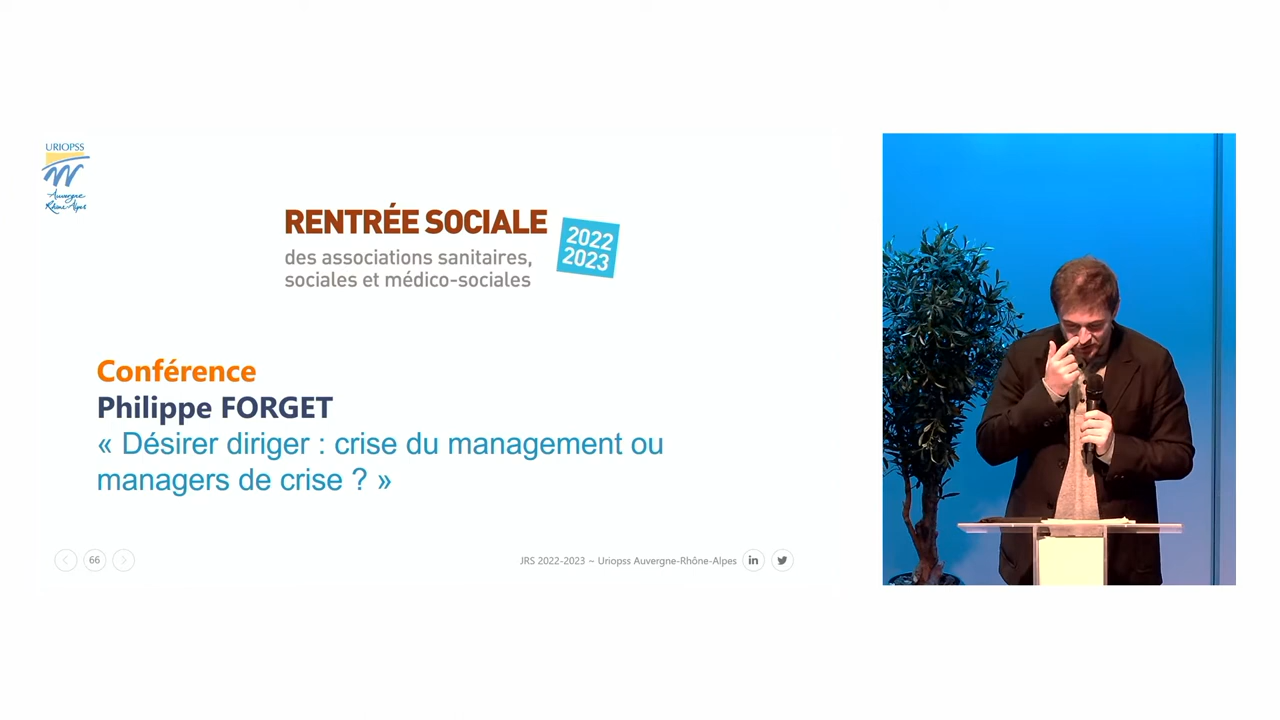 URIOPSS
Auvergne
Rhône-Alpes
RENTRÉE SOCIALE
2022
2023
des associations sanitaires,
sociales et médico-sociales
Conférence
Philippe FORGET
« Désirer diriger : crise du management ou
managers de crise ? »
66
JRS 2022-2023 ~ Uriopss Auvergne-Rhône-Alpes
in